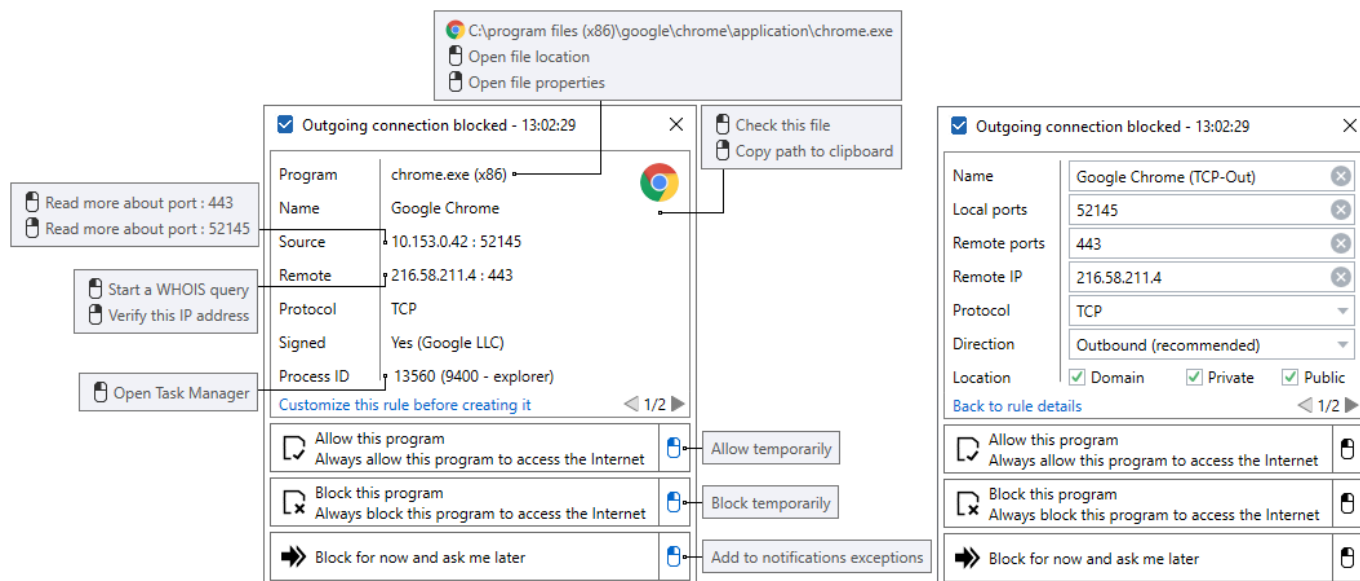 C:\program files (x86)\google\chrome\application\chrome.exe
Open file location
Open file properties
Outgoing connection blocked - 13:02:29
Program chrome.exe (x86)
Name Google Chrome
Source 10.153.0.42 : 52145
Remote 216.58.211.4 : 443
Protocol TCP
Signed Yes (Google LLC)
Process ID 13560 (9400 - explorer)
Customize this rule before creating it 1/2
Allow this program
Always allow this program to access the Internet
Block this program
Always block this program to access the Internet
Block for now and ask me later
Check this file
Copy path to clipboard
Read more about port : 443
Read more about port : 52145
Start a WHOIS query
Verify this IP address
Open Task Manager
Allow temporarily
Block temporarily
Add to notifications exceptions
Outgoing connection blocked - 13:02:29
Name Google Chrome (TCP-Out)
Local ports 52145
Remote ports 443
Remote IP 216.58.211.4
Protocol TCP
Direction Outbound (recommended)
Location Domain Private Public
Back to rule details 1/2
Allow this program
Always allow this program to access the Internet
Block this program
Always block this program to access the Internet
Block for now and ask me later